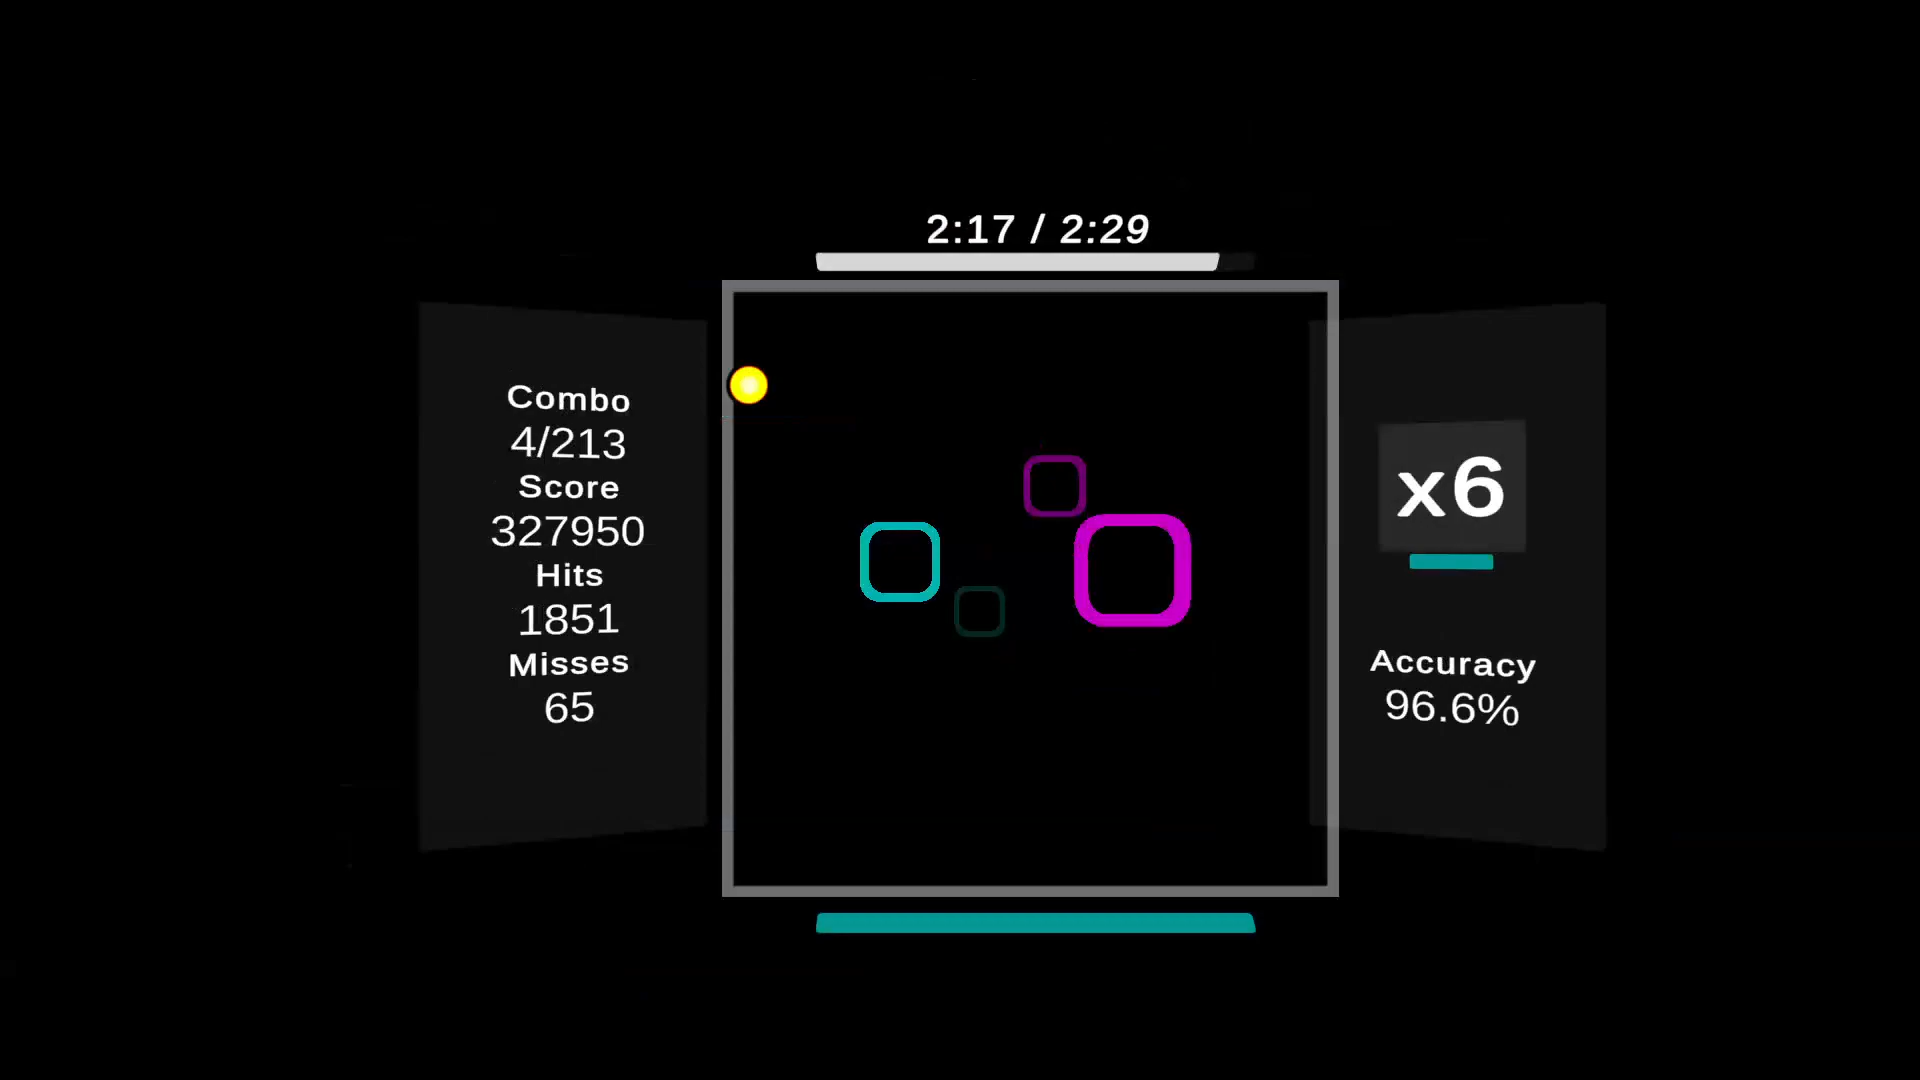 2:17 / 2:29
Combo
4/213
Score
327950
Hits
1851
Misses
65
x6
Accuracy
96.6%